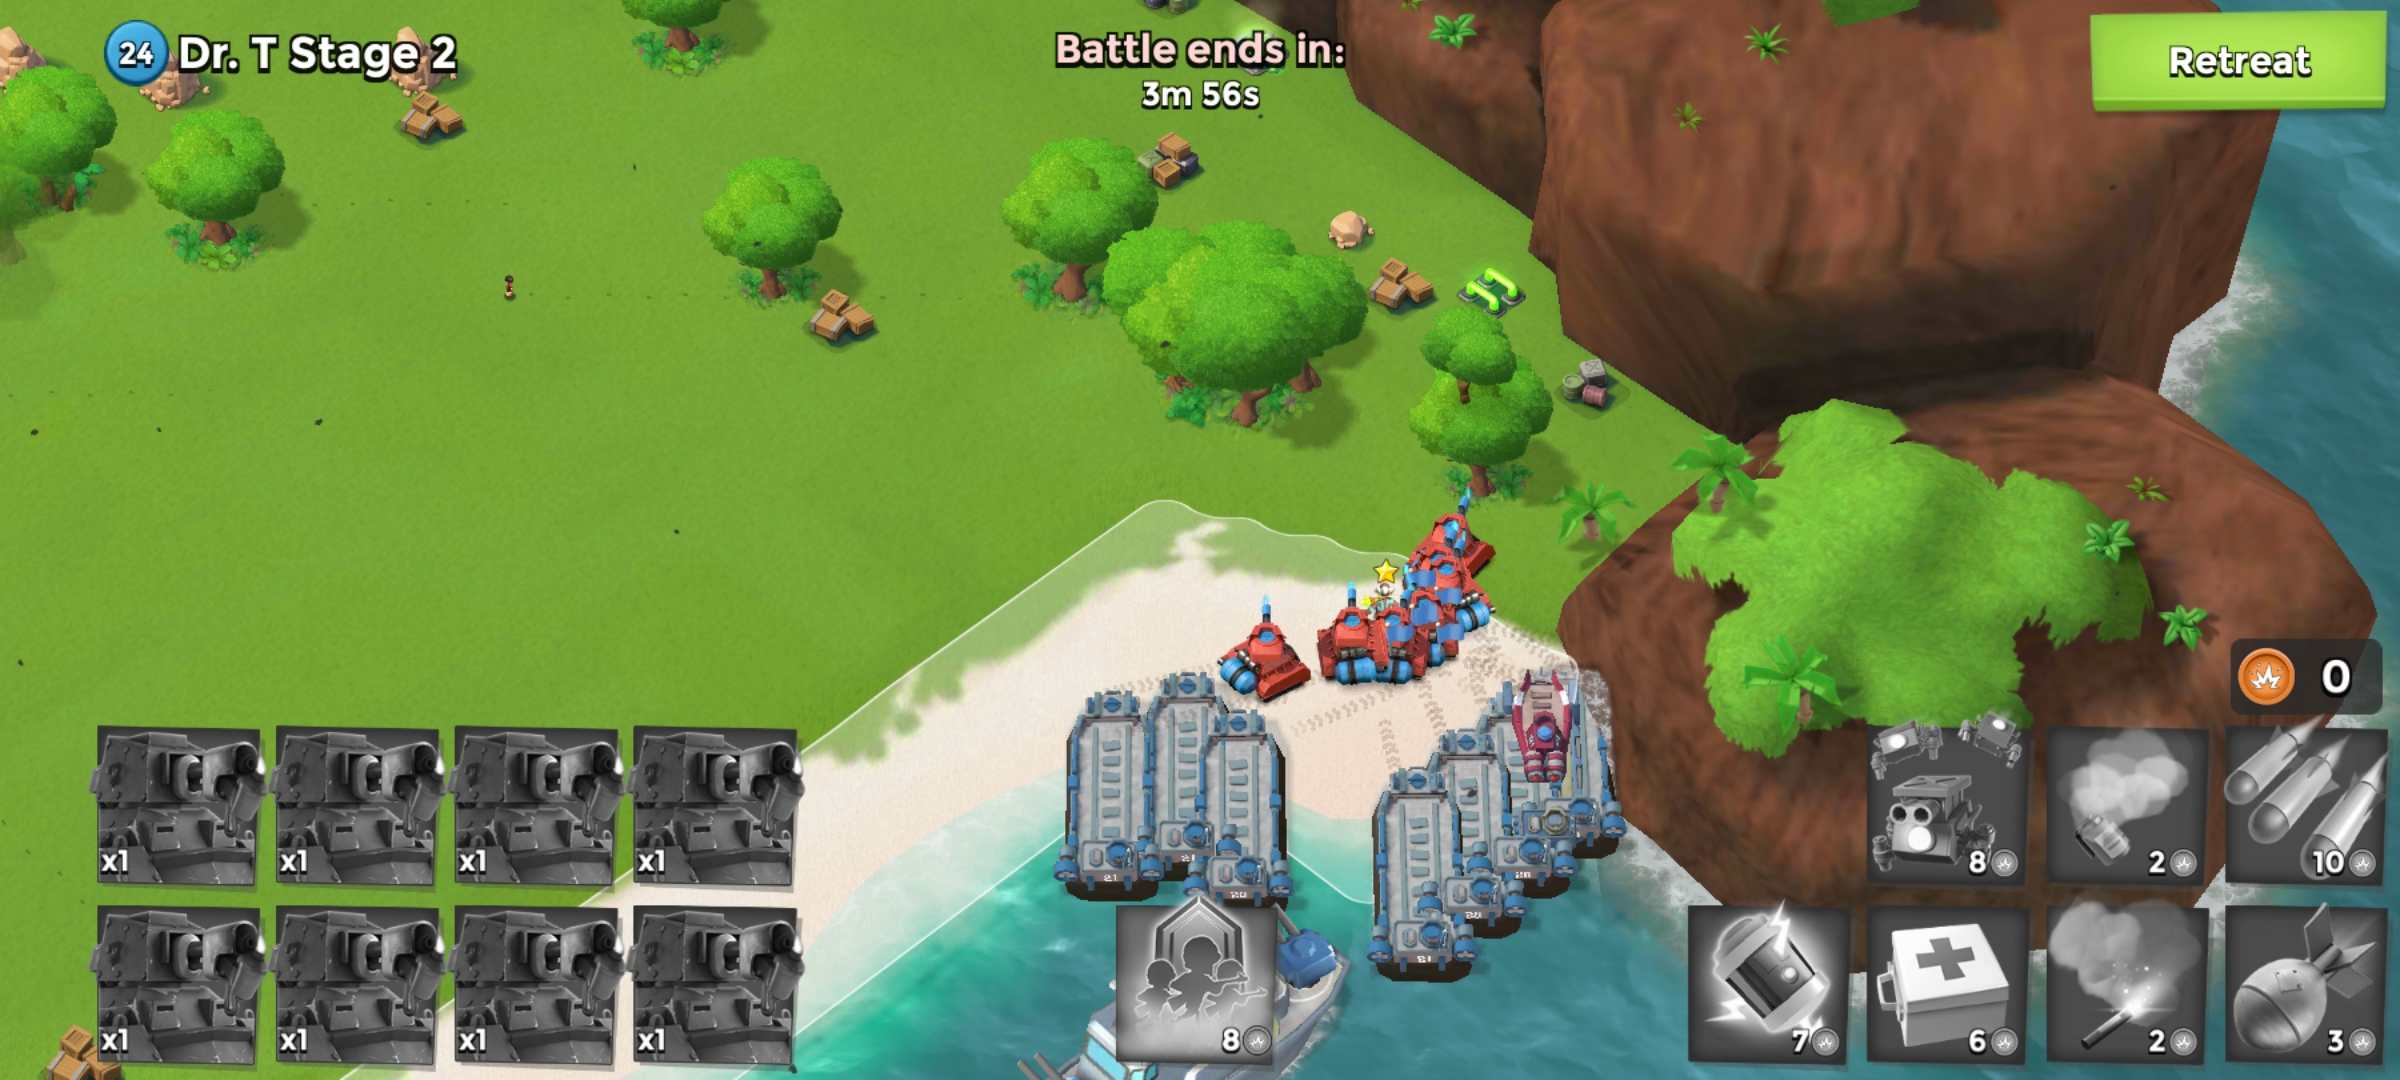 24 Dr. T Stage 2
Battle ends in:
3m 56s
Retreat
0
x1 x1 x1 x1
8 2 10
x1 x1 x1 x1
8
7 6 2 3
21